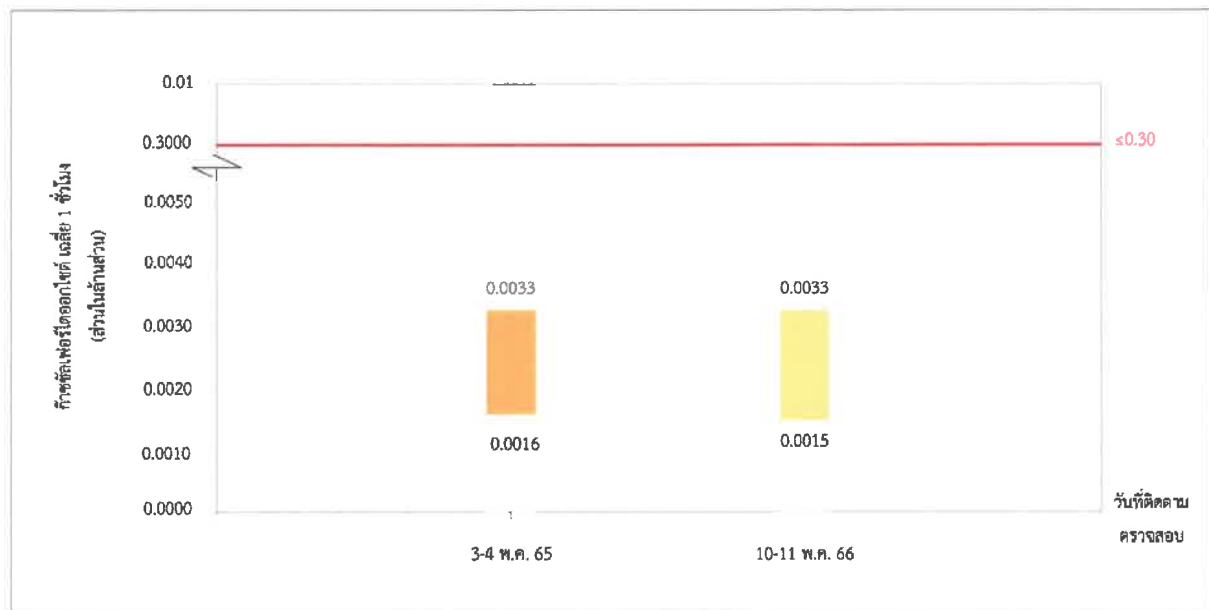 0.01
0.3000
≤0.30
0.0050
0.0040
0.0030
0.0020
0.0010
0.0000
ก๊าซซัลเฟอร์ไดออกไซด์ เฉลี่ย 1 ชั่วโมง
(ส่วนในล้านส่วน)
0.0033
0.0033
0.0016
0.0015
3-4 พ.ค. 65
10-11 พ.ค. 66
วันที่ติดตาม
ตรวจสอบ